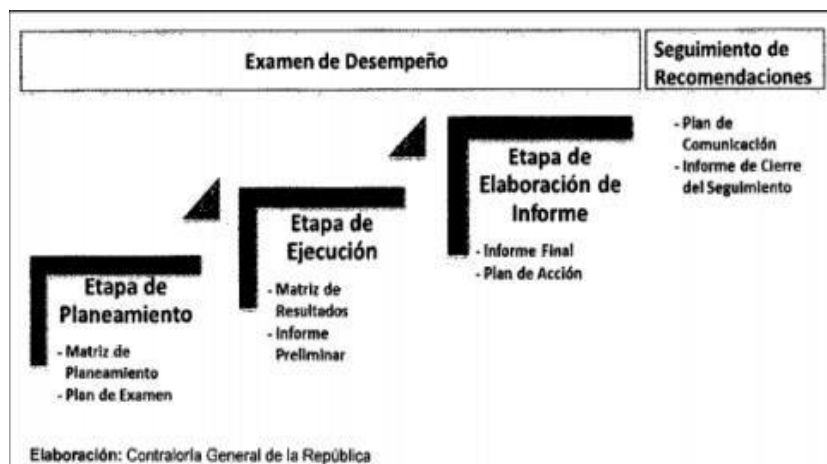 Examen de Desempeño
Seguimiento de
Recomendaciones
- Plan de
Comunicación
- Informe de Cierre
del Seguimiento
Etapa de
Elaboración de
Informe
- Informe Final
- Plan de Acción
Etapa de
Ejecución
- Matriz de
Resultados
- Informe
Preliminar
Etapa de
Planeamiento
- Matriz de
Planeamiento
- Plan de Examen
Elaboración: Contraloría General de la República